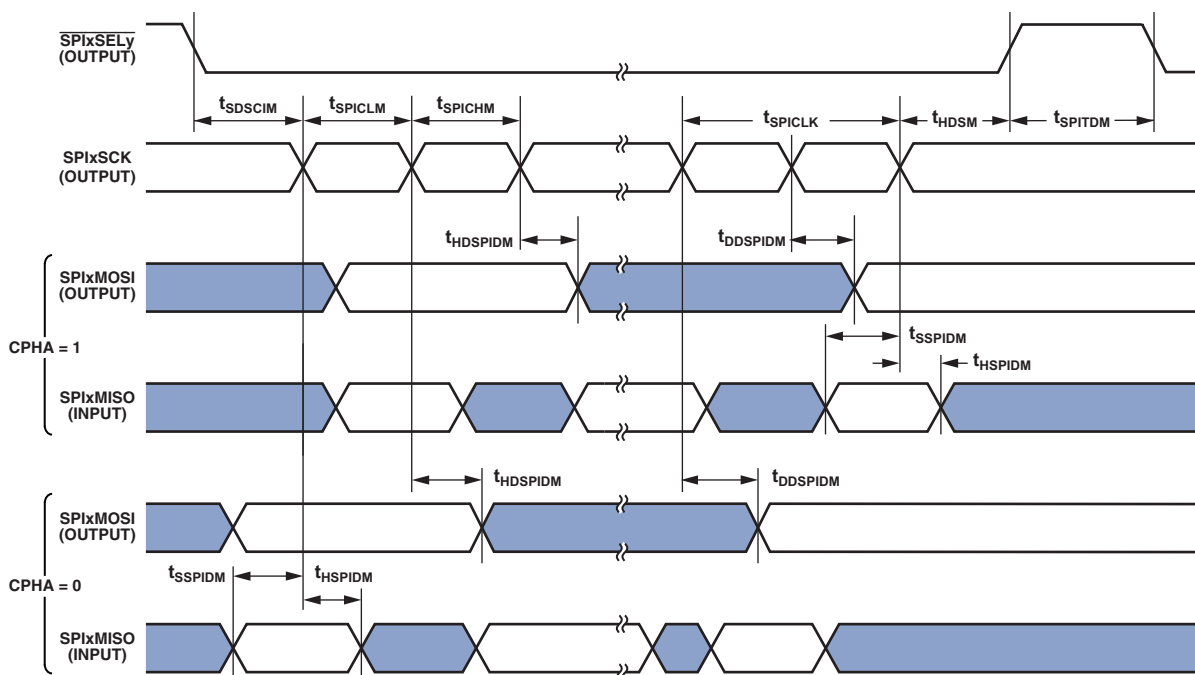 SPIxSELy
(OUTPUT)
tSDSCIM tSPICLM tSPICHM tSPICLK tHDSM tSPITDM
SPIxSCK
(OUTPUT)
tHDSPIDM tDDSPIDM
SPIxMOSI
(OUTPUT)
tSSPIDM
CPHA = 1
tHSPIDM
SPIxMISO
(INPUT)
tHDSPIDM tDDSPIDM
SPIxMOSI
(OUTPUT)
CPHA = 0
tSSPIDM tHSPIDM
SPIxMISO
(INPUT)